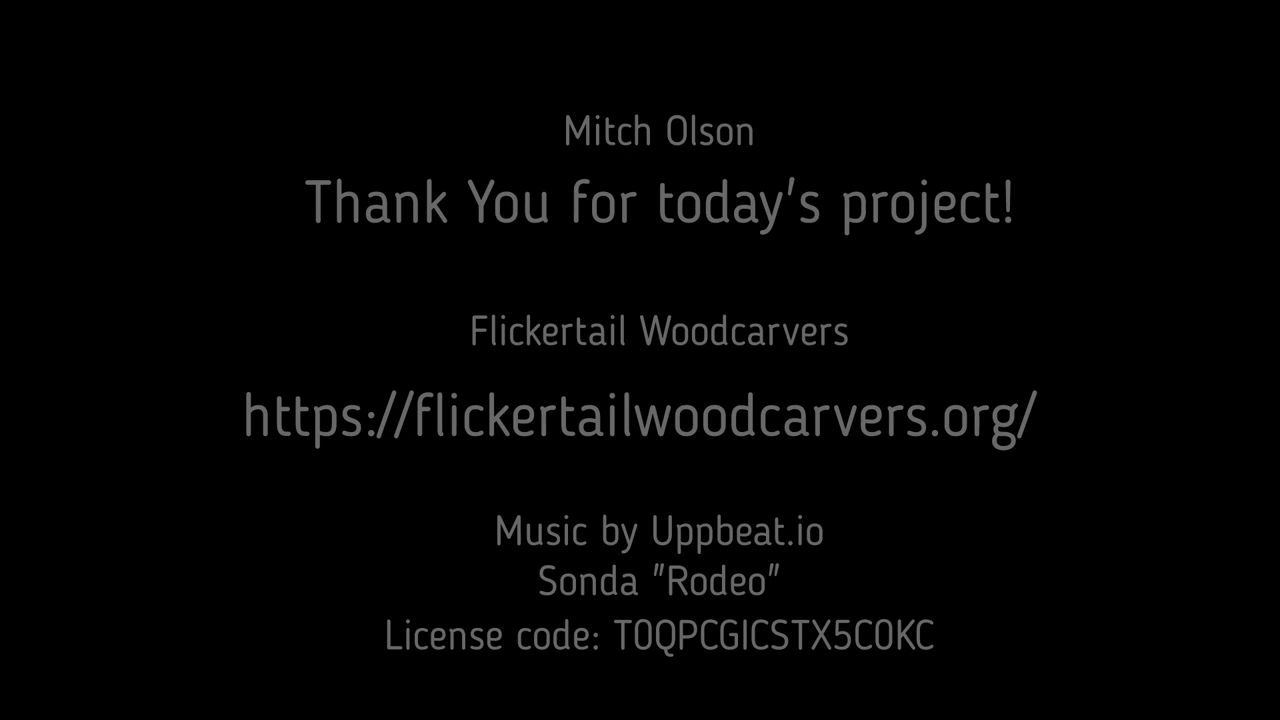 Mitch Olson
Thank You for today's project!
Flickertail Woodcarvers
https://flickertailwoodcarvers.org/
Music by Uppbeat.io
Sonda "Rodeo"
License code: T0QPCGICSTX5C0KC